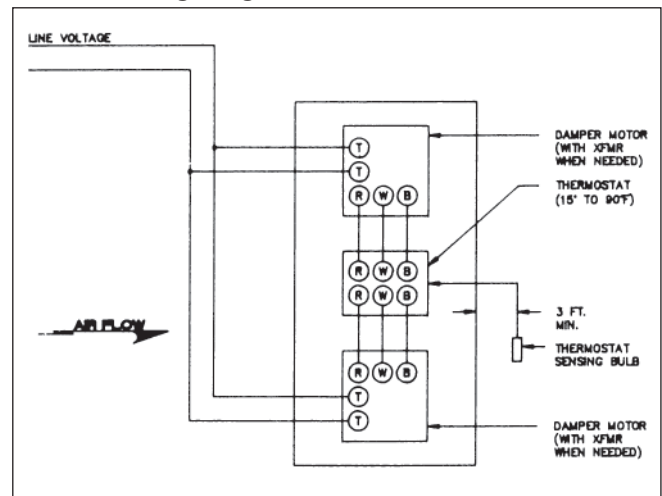 LINE VOLTAGE
DAMPER MOTOR
(WITH XFMR
WHEN NEEDED)
T
T
R W B
THERMOSTAT
(15° TO 90°F)
R W B
R W B
AIR FLOW
3 FT.
MIN.
THERMOSTAT
SENSING BULB
R W B
T
T
DAMPER MOTOR
(WITH XFMR
WHEN NEEDED)